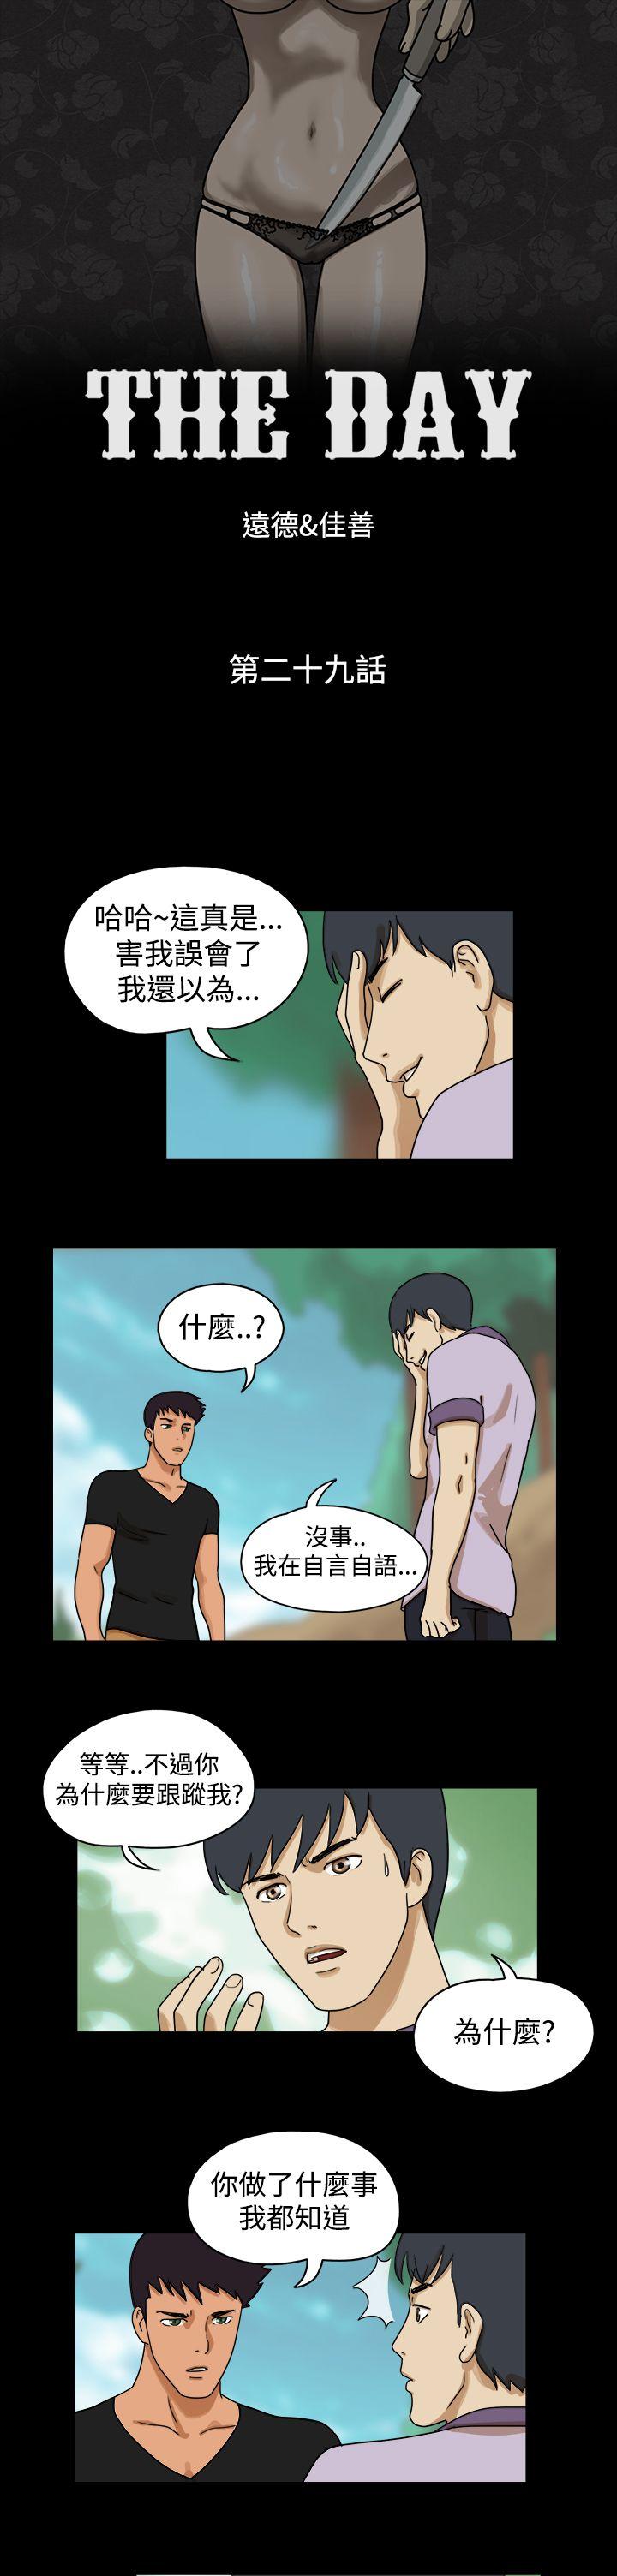 THE DAY
遠德&佳善
第二十九話
哈哈~這真是...
害我誤會了
我還以為...
什麼..?
沒事..
我在自言自語...
等等..不過你
為什麼要跟蹤我?
為什麼?
你做了什麼事
我都知道